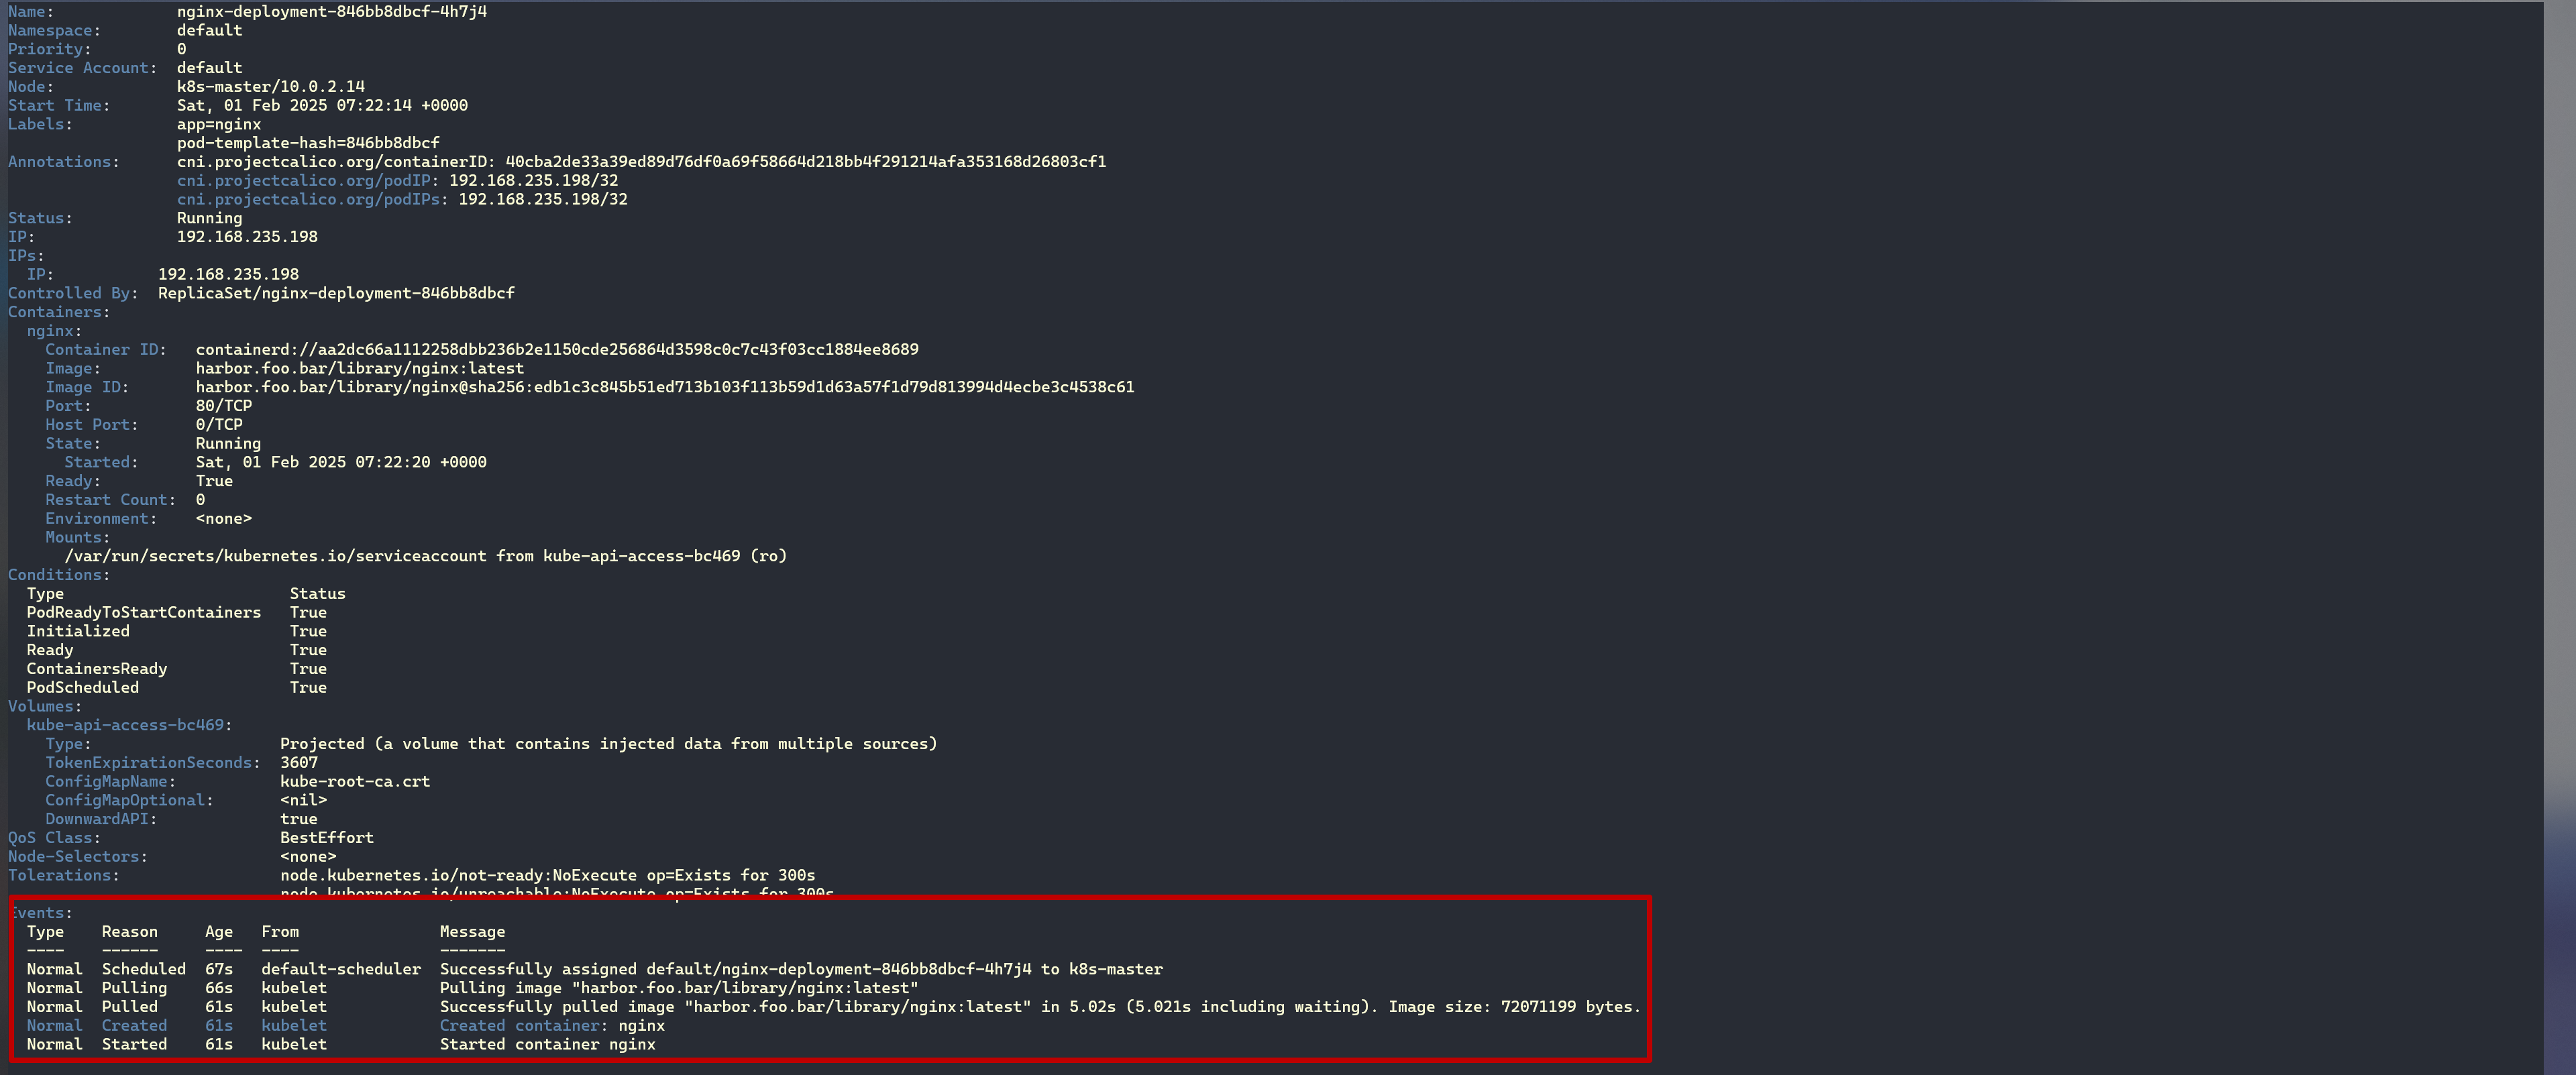 Name: nginx-deployment-846bb8dbcf-4h7j4
Namespace: default
Priority: 0
Service Account: default
Node: k8s-master/10.0.2.14
Start Time: Sat, 01 Feb 2025 07:22:14 +0000
Labels: app=nginx
pod-template-hash=846bb8dbcf
Annotations: cni.projectcalico.org/containerID: 40cba2de33a39ed89d76df0a69f58664d218bb4f291214afa353168d26803cf1
cni.projectcalico.org/podIP: 192.168.235.198/32
cni.projectcalico.org/podIPs: 192.168.235.198/32
Status: Running
IP: 192.168.235.198
IPs:
IP: 192.168.235.198
Controlled By: ReplicaSet/nginx-deployment-846bb8dbcf
Containers:
nginx:
Container ID: containerd://aa2dc66a1112258dbb236b2e1150cde256864d3598c0c7c43f03cc1884ee8689
Image: harbor.foo.bar/library/nginx:latest
Image ID: harbor.foo.bar/library/nginx@sha256:edb1c3c845b51ed713b103f113b59d1d63a57f1d79d813994d4ecbe3c4538c61
Port: 80/TCP
Host Port: 0/TCP
State: Running
Started: Sat, 01 Feb 2025 07:22:20 +0000
Ready: True
Restart Count: 0
Environment: <none>
Mounts:
/var/run/secrets/kubernetes.io/serviceaccount from kube-api-access-bc469 (ro)
Conditions:
Type Status
PodReadyToStartContainers True
Initialized True
Ready True
ContainersReady True
PodScheduled True
Volumes:
kube-api-access-bc469:
Type: Projected (a volume that contains injected data from multiple sources)
TokenExpirationSeconds: 3607
ConfigMapName: kube-root-ca.crt
ConfigMapOptional: <nil>
DownwardAPI: true
QoS Class: BestEffort
Node-Selectors: <none>
Tolerations: node.kubernetes.io/not-ready:NoExecute op=Exists for 300s
node.kubernetes.io/unreachable:NoExecute op=Exists for 300s
Events:
Type Reason Age From Message
---- ------ ---- ---- -------
Normal Scheduled 67s default-scheduler Successfully assigned default/nginx-deployment-846bb8dbcf-4h7j4 to k8s-master
Normal Pulling 66s kubelet Pulling image "harbor.foo.bar/library/nginx:latest"
Normal Pulled 61s kubelet Successfully pulled image "harbor.foo.bar/library/nginx:latest" in 5.02s (5.021s including waiting). Image size: 72071199 bytes.
Normal Created 61s kubelet Created container: nginx
Normal Started 61s kubelet Started container nginx